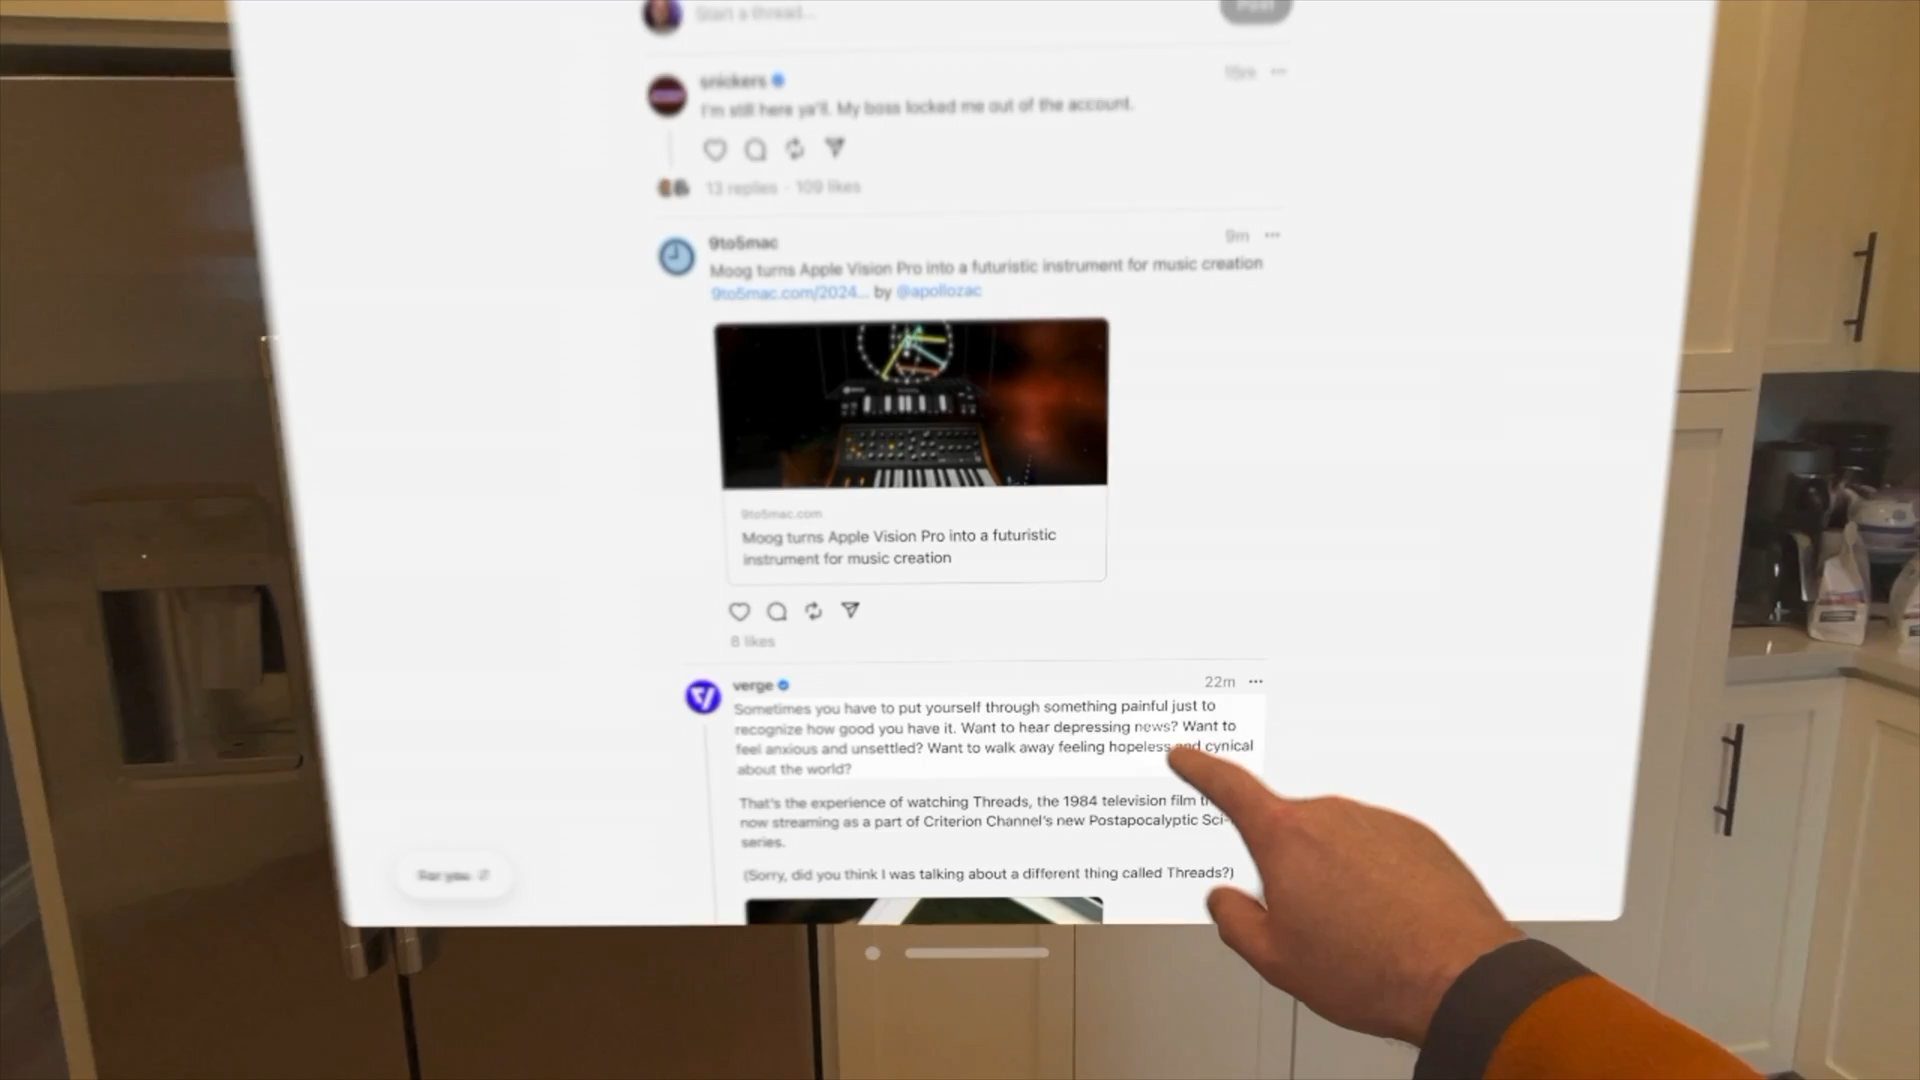 Start a thread...
Post
snickers
15m
I'm still here ya'll. My boss locked me out of the account.
13 replies · 109 likes
9to5mac
9m
Moog turns Apple Vision Pro into a futuristic instrument for music creation
9to5mac.com/2024... by @apollozac
9to5mac.com
Moog turns Apple Vision Pro into a futuristic
instrument for music creation
8 likes
verge
22m
Sometimes you have to put yourself through something painful just to
recognize how good you have it. Want to hear depressing news? Want to
feel anxious and unsettled? Want to walk away feeling hopeless and cynical
about the world?
That's the experience of watching Threads, the 1984 television film
now streaming as a part of Criterion Channel's new Postapocalyptic Sci-
series.
(Sorry, did you think I was talking about a different thing called Threads?)
For you